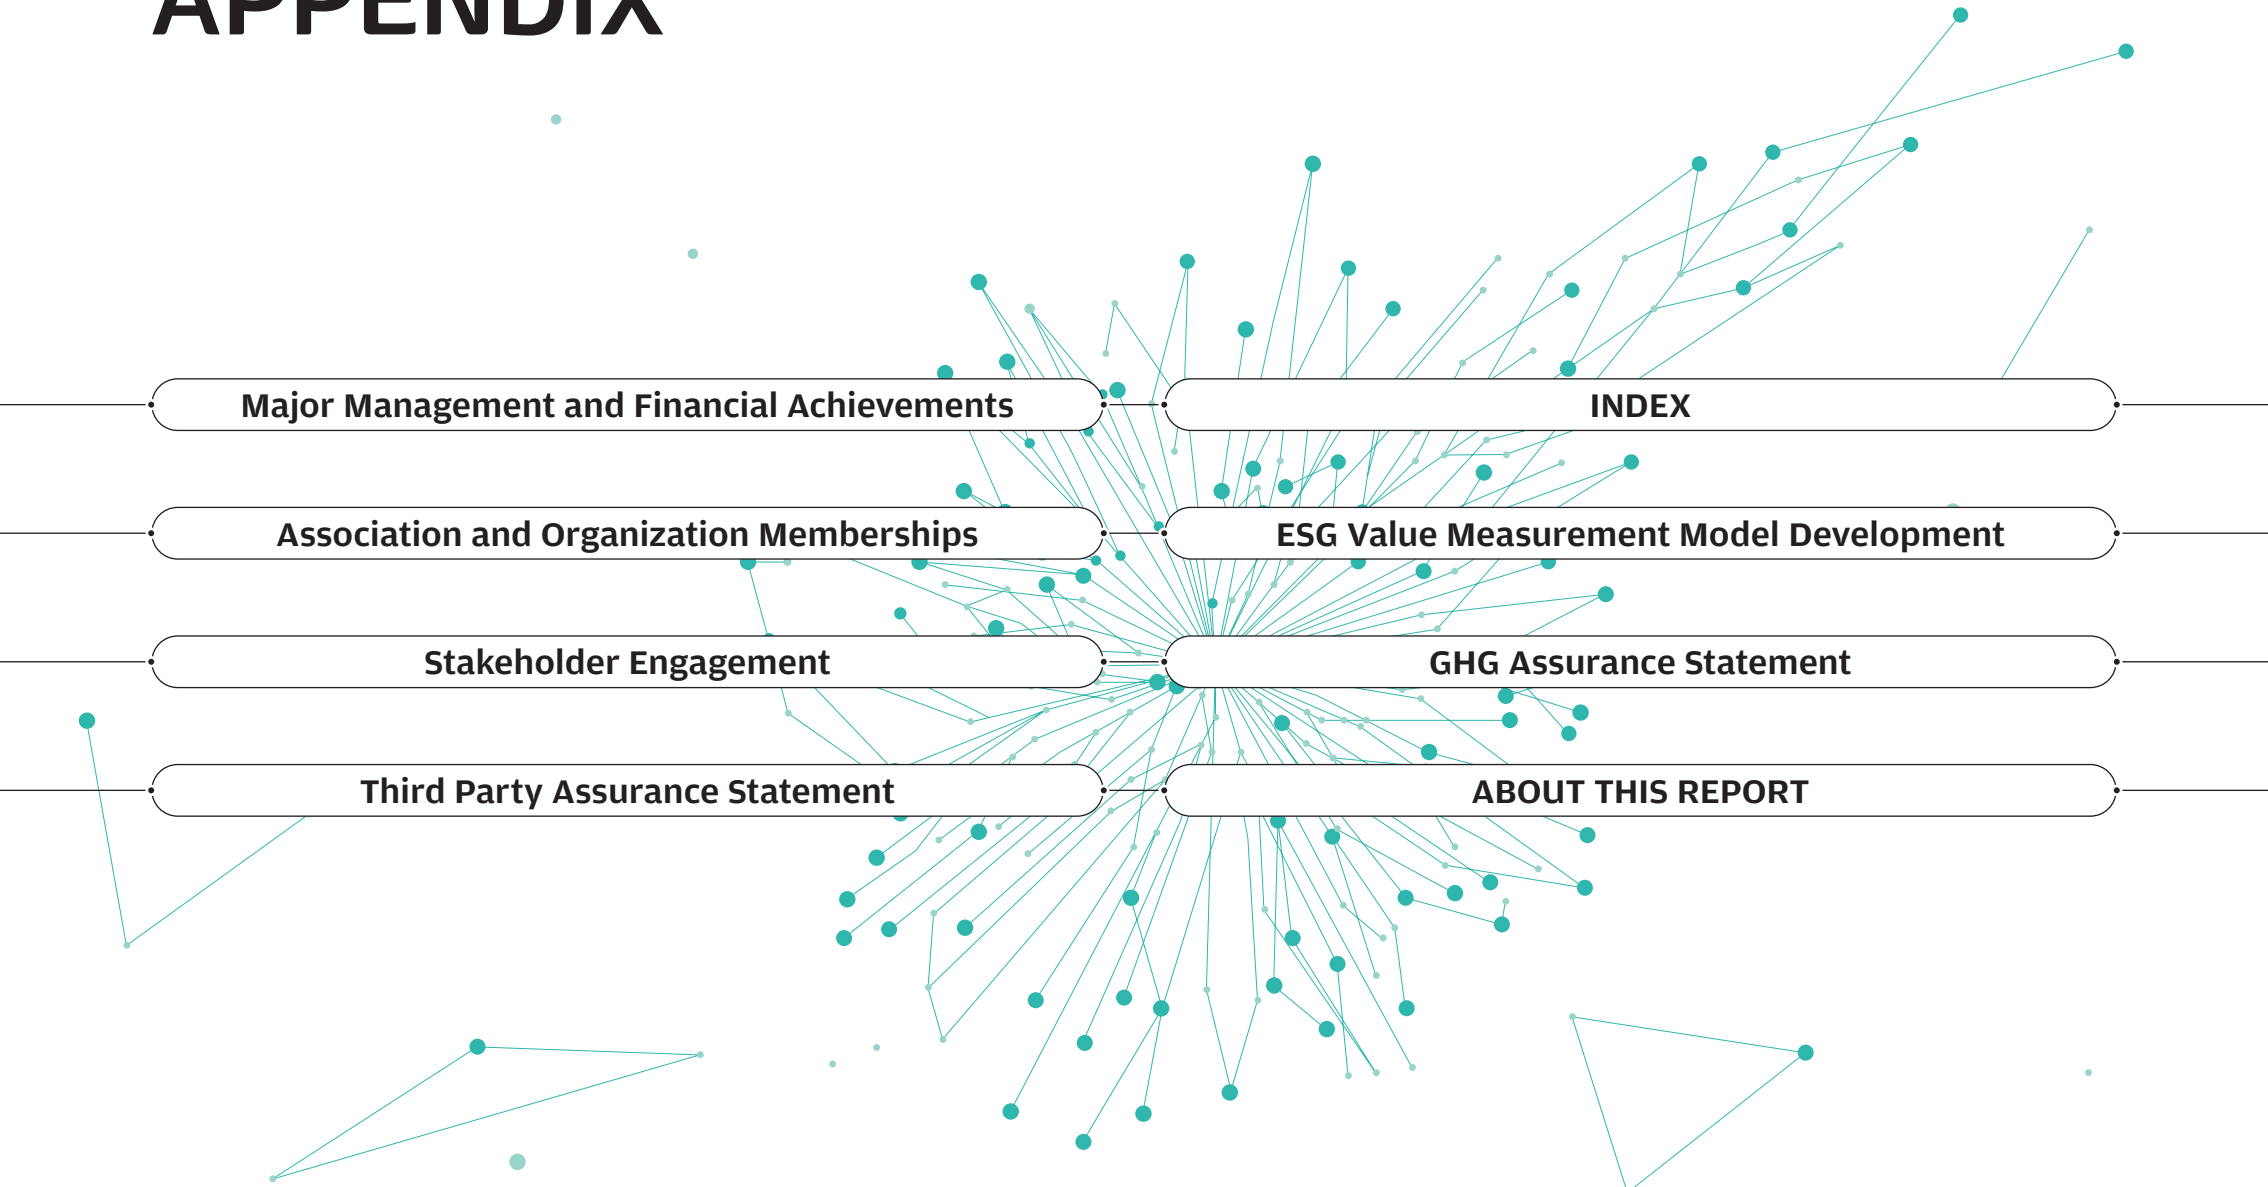 APPENDIX
Major Management and Financial Achievements
INDEX
Association and Organization Memberships
ESG Value Measurement Model Development
Stakeholder Engagement
GHG Assurance Statement
Third Party Assurance Statement
ABOUT THIS REPORT